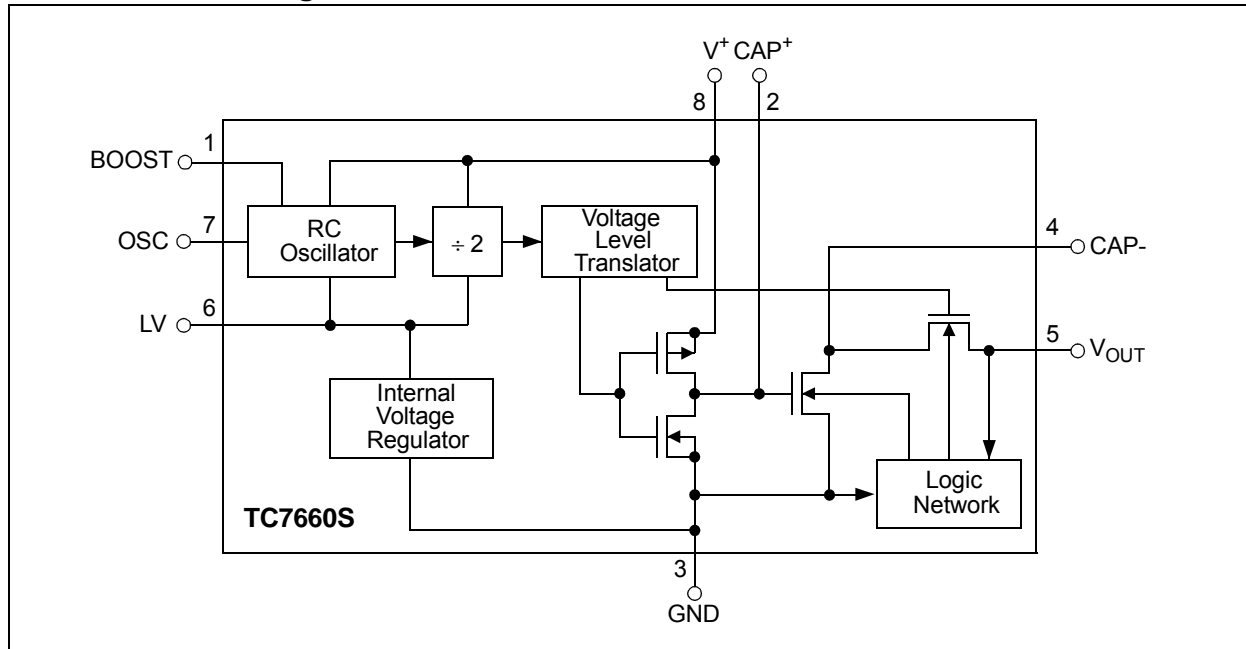 V+ CAP+
8 2
BOOST 1
OSC 7
RC
Oscillator
÷ 2
Voltage
Level
Translator
4 CAP-
LV 6
5 VOUT
Internal
Voltage
Regulator
Logic
Network
TC7660S
3
GND